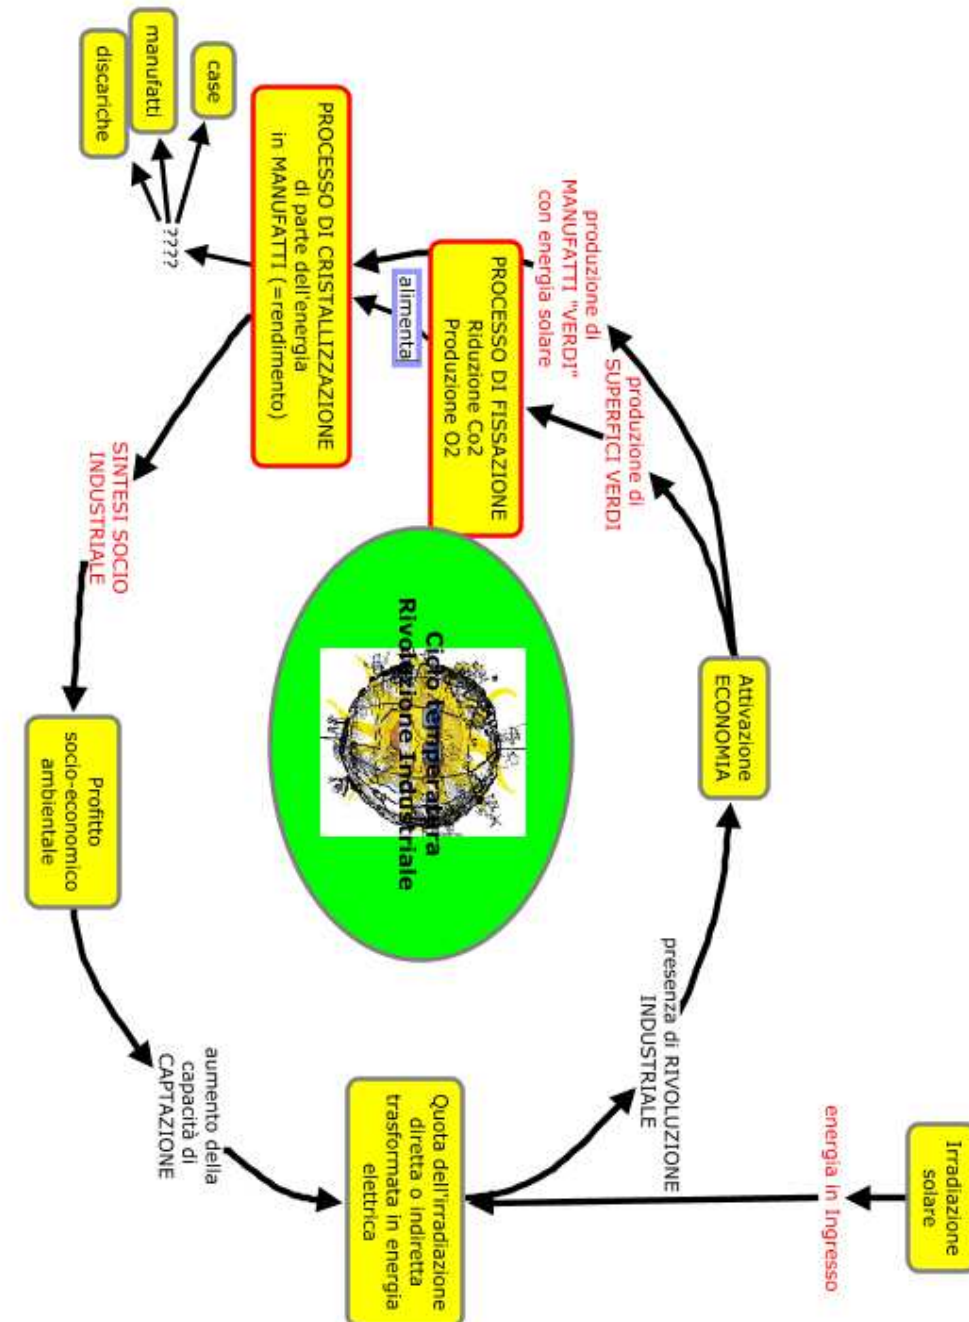 Irradiazione
solare
energia in Ingresso
Attivazione
ECONOMIA
presenza di RIVOLUZIONE
INDUSTRIALE
produzione di
SUPERFICI VERDI
produzione di
MANUFATTI "VERDI"
con energia solare
PROCESSO DI FISSAZIONE
Riduzione Co2
Produzione O2
alimenta
Ciclo temperatura
Rivoluzione Industriale
Quota dell'irradiazione
diretta o indiretta
trasformata in energia
elettrica
PROCESSO DI CRISTALLIZZAZIONE
di parte dell'energia
in MANUFATTI (=rendimento)
????
case
manufatti
discariche
aumento della
capacità di
CAPTAZIONE
SINTESI SOCIO
INDUSTRIALE
Profitto
socio-economico
ambientale